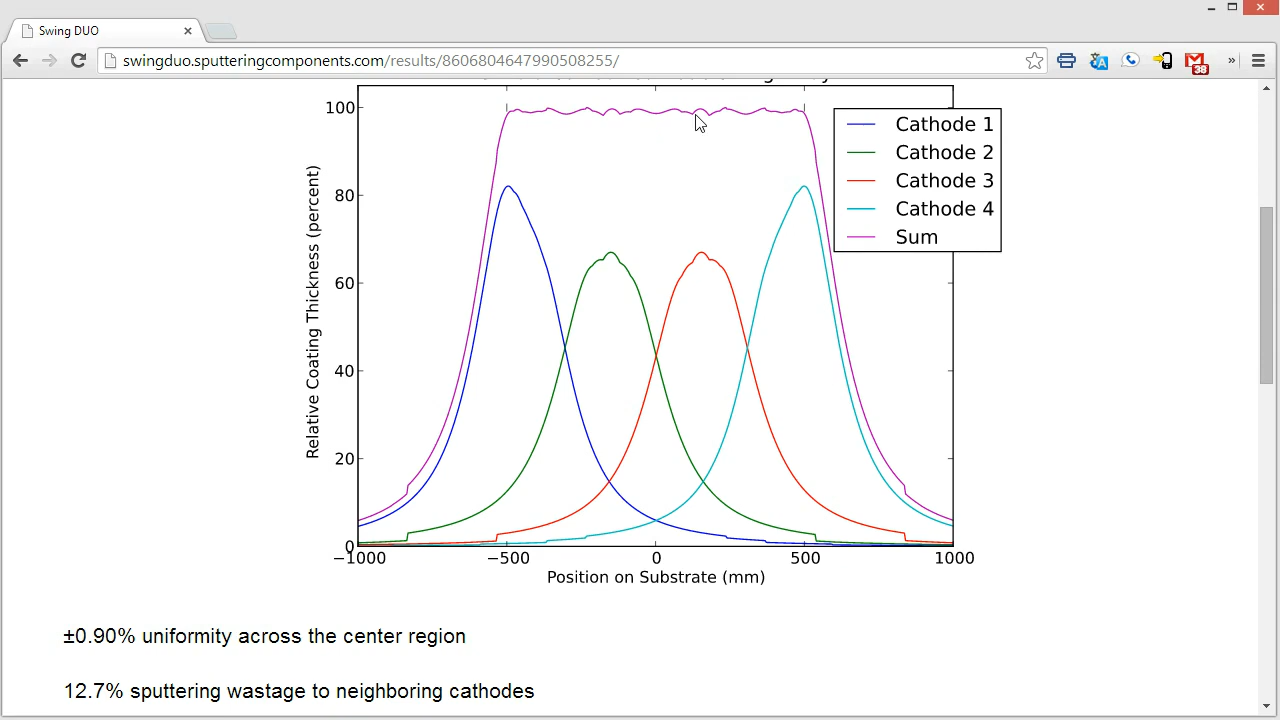 Swing DUO
swingduo.sputteringcomponents.com/results/8606804647990508255/
38
100
80
60
40
20
0
Relative Coating Thickness (percent)
Cathode 1
Cathode 2
Cathode 3
Cathode 4
Sum
−1000 −500 0 500 1000
Position on Substrate (mm)
±0.90% uniformity across the center region
12.7% sputtering wastage to neighboring cathodes